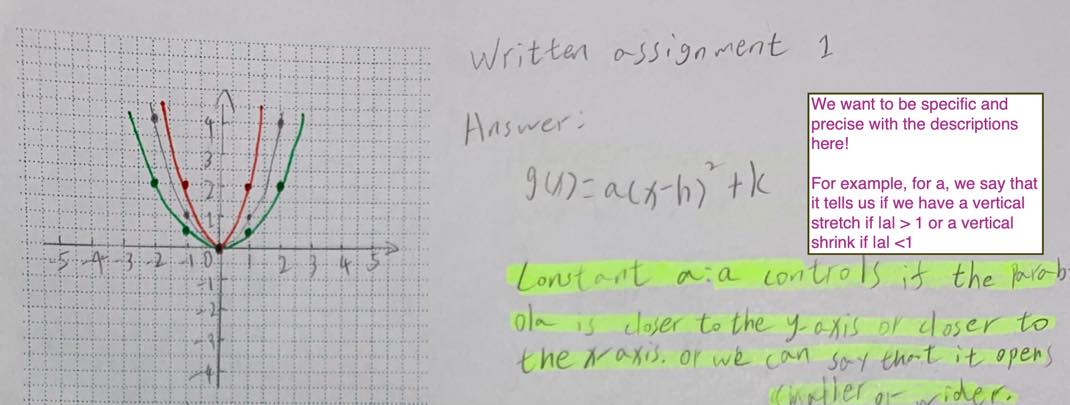 Written assignment 1
Answer:
g(x)=a(x-h)²+k
We want to be specific and
precise with the descriptions
here!
For example, for a, we say that
it tells us if we have a vertical
stretch if |a| > 1 or a vertical
shrink if |a| <1
Constant a:a controls if the parab-
ola is closer to the y-axis or closer to
the x-axis. or we can say that it opens
smaller or wider.
4
3
2
1
-5 -4 -3 -2 -1 0 1 2 3 4 5
-1
-2
-3
-4